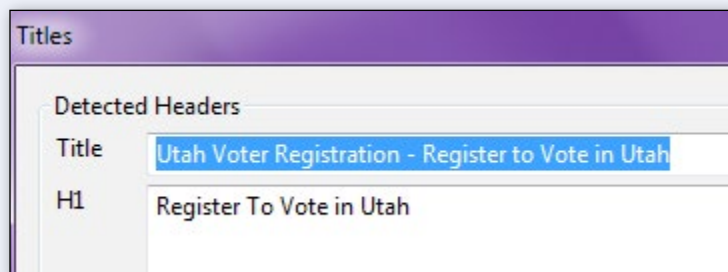 Titles
Detected Headers
Title Utah Voter Registration - Register to Vote in Utah
H1 Register To Vote in Utah